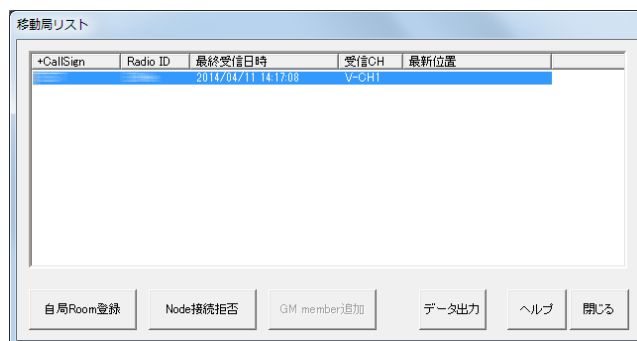 移動局リスト
+CallSign Radio ID 最終受信日時 受信CH 最新位置
2014/04/11 14:17:08 V-CH1
自局Room登録 Node接続拒否 GM member追加 データ出力 ヘルプ 閉じる